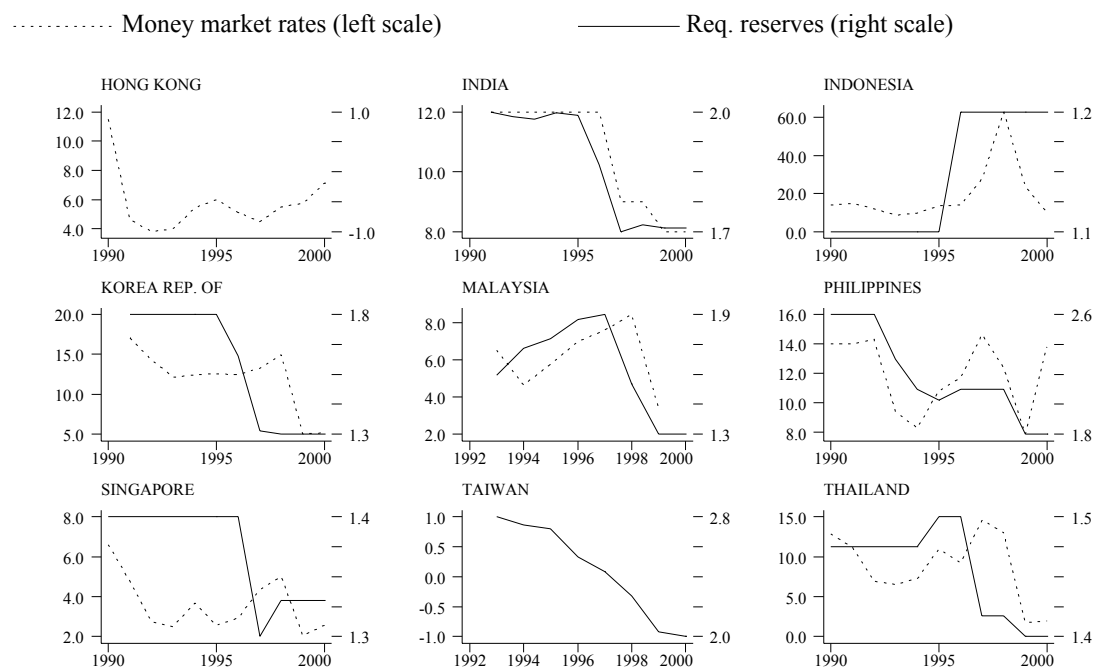 Money market rates (left scale) Req. reserves (right scale)
HONG KONG INDIA INDONESIA
12.0 1.0 12.0 2.0 60.0 1.2
10.0
8.0 10.0 40.0
6.0 20.0
4.0 -1.0 8.0 1.7 0.0 1.1
1990 1995 2000 1990 1995 2000 1990 1995 2000
KOREA REP. OF MALAYSIA PHILIPPINES
20.0 1.8 8.0 1.9 16.0 2.6
15.0 6.0 14.0
12.0
10.0 4.0 10.0
5.0 1.3 2.0 1.3 8.0 1.8
1990 1995 2000 1992 1994 1996 1998 2000 1990 1995 2000
SINGAPORE TAIWAN THAILAND
8.0 1.4 1.0 2.8 15.0 1.5
6.0 0.5 10.0
0.0
4.0 -0.5 5.0
2.0 1.3 -1.0 2.0 0.0 1.4
1990 1995 2000 1992 1994 1996 1998 2000 1990 1995 2000